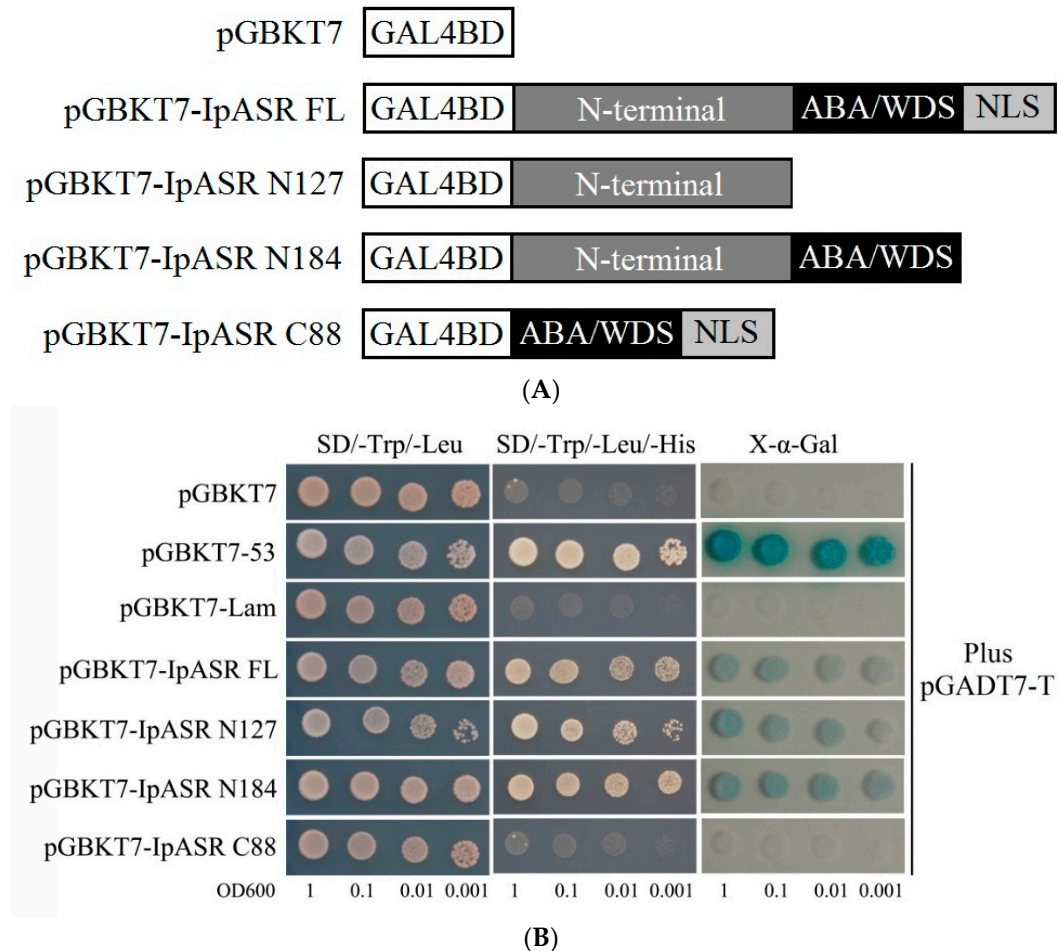 pGBKT7 GAL4BD
pGBKT7-IpASR FL GAL4BD N-terminal ABA/WDS NLS
pGBKT7-IpASR N127 GAL4BD N-terminal
pGBKT7-IpASR N184 GAL4BD N-terminal ABA/WDS
pGBKT7-IpASR C88 GAL4BD ABA/WDS NLS
(A)
SD/-Trp/-Leu SD/-Trp/-Leu/-His X-α-Gal
pGBKT7
pGBKT7-53
pGBKT7-Lam
pGBKT7-IpASR FL
pGBKT7-IpASR N127
pGBKT7-IpASR N184
pGBKT7-IpASR C88
Plus
pGADT7-T
OD600 1 0.1 0.01 0.001 1 0.1 0.01 0.001 1 0.1 0.01 0.001
(B)